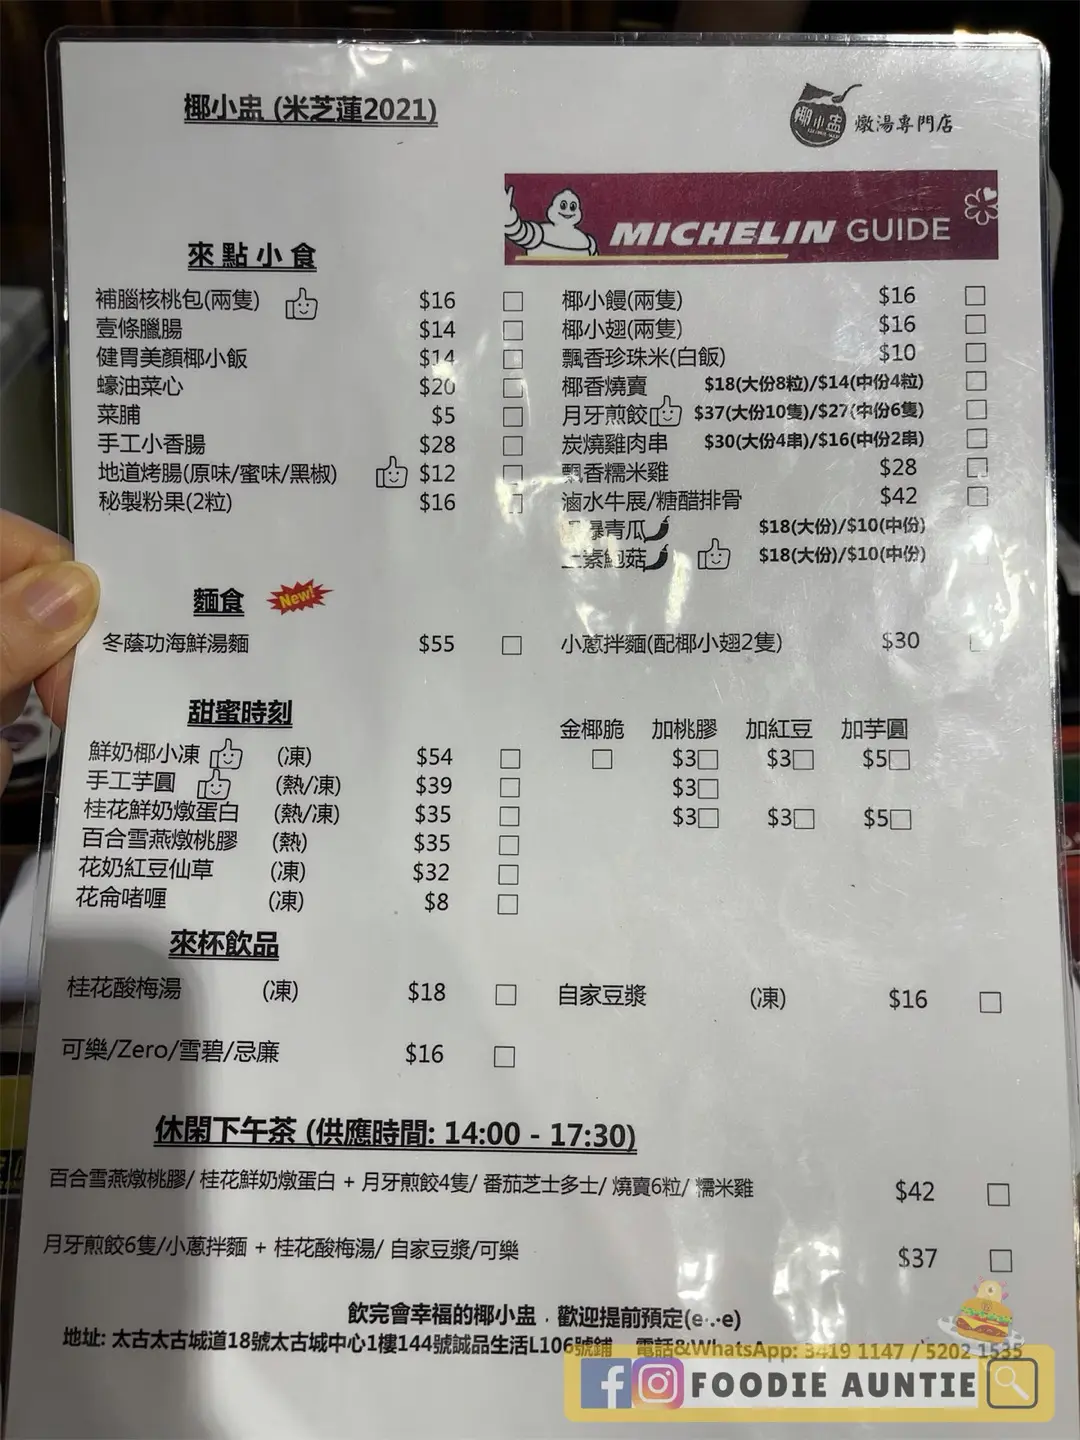 椰小盅 (米芝蓮2021)
椰小盅 燉湯專門店
MICHELIN GUIDE
來點小食
補腦核桃包(兩隻) $16
壹條臘腸 $14
健胃美顏椰小飯 $14
蠔油菜心 $20
菜脯 $5
手工小香腸 $28
地道烤腸(原味/蜜味/黑椒) $12
秘製粉果(2粒) $16
椰小饅(兩隻) $16
椰小翅(兩隻) $16
飄香珍珠米(白飯) $10
椰香燒賣 $18(大份8粒)/$14(中份4粒)
月牙煎餃 $37(大份10隻)/$27(中份6隻)
炭燒雞肉串 $30(大份4串)/$16(中份2串)
飄香糯米雞 $28
滷水牛展/糖醋排骨 $42
爆青瓜 $18(大份)/$10(中份)
素鮑菇 $18(大份)/$10(中份)
麵食 New!
冬蔭功海鮮湯麵 $55
小蔥拌麵(配椰小翅2隻) $30
甜蜜時刻
金椰脆 加桃膠 加紅豆 加芋圓
鮮奶椰小凍 (凍) $54 $3 $3 $5
手工芋圓 (熱/凍) $39 $3
桂花鮮奶燉蛋白 (熱/凍) $35 $3 $3 $5
百合雪燕燉桃膠 (熱) $35
花奶紅豆仙草 (凍) $32
花侖啫喱 (凍) $8
來杯飲品
桂花酸梅湯 (凍) $18
自家豆漿 (凍) $16
可樂/Zero/雪碧/忌廉 $16
休閑下午茶 (供應時間: 14:00 - 17:30)
百合雪燕燉桃膠/ 桂花鮮奶燉蛋白 + 月牙煎餃4隻/ 番茄芝士多士/ 燒賣6粒/ 糯米雞 $42
月牙煎餃6隻/小蔥拌麵 + 桂花酸梅湯/ 自家豆漿/可樂 $37
飲完會幸福的椰小盅﹐歡迎提前預定(e..e)
地址: 太古太古城道18號太古城中心1樓144號誠品生活L106號鋪 電話&WhatsApp: 3419 1147 / 5202 1535
FOODIE AUNTIE